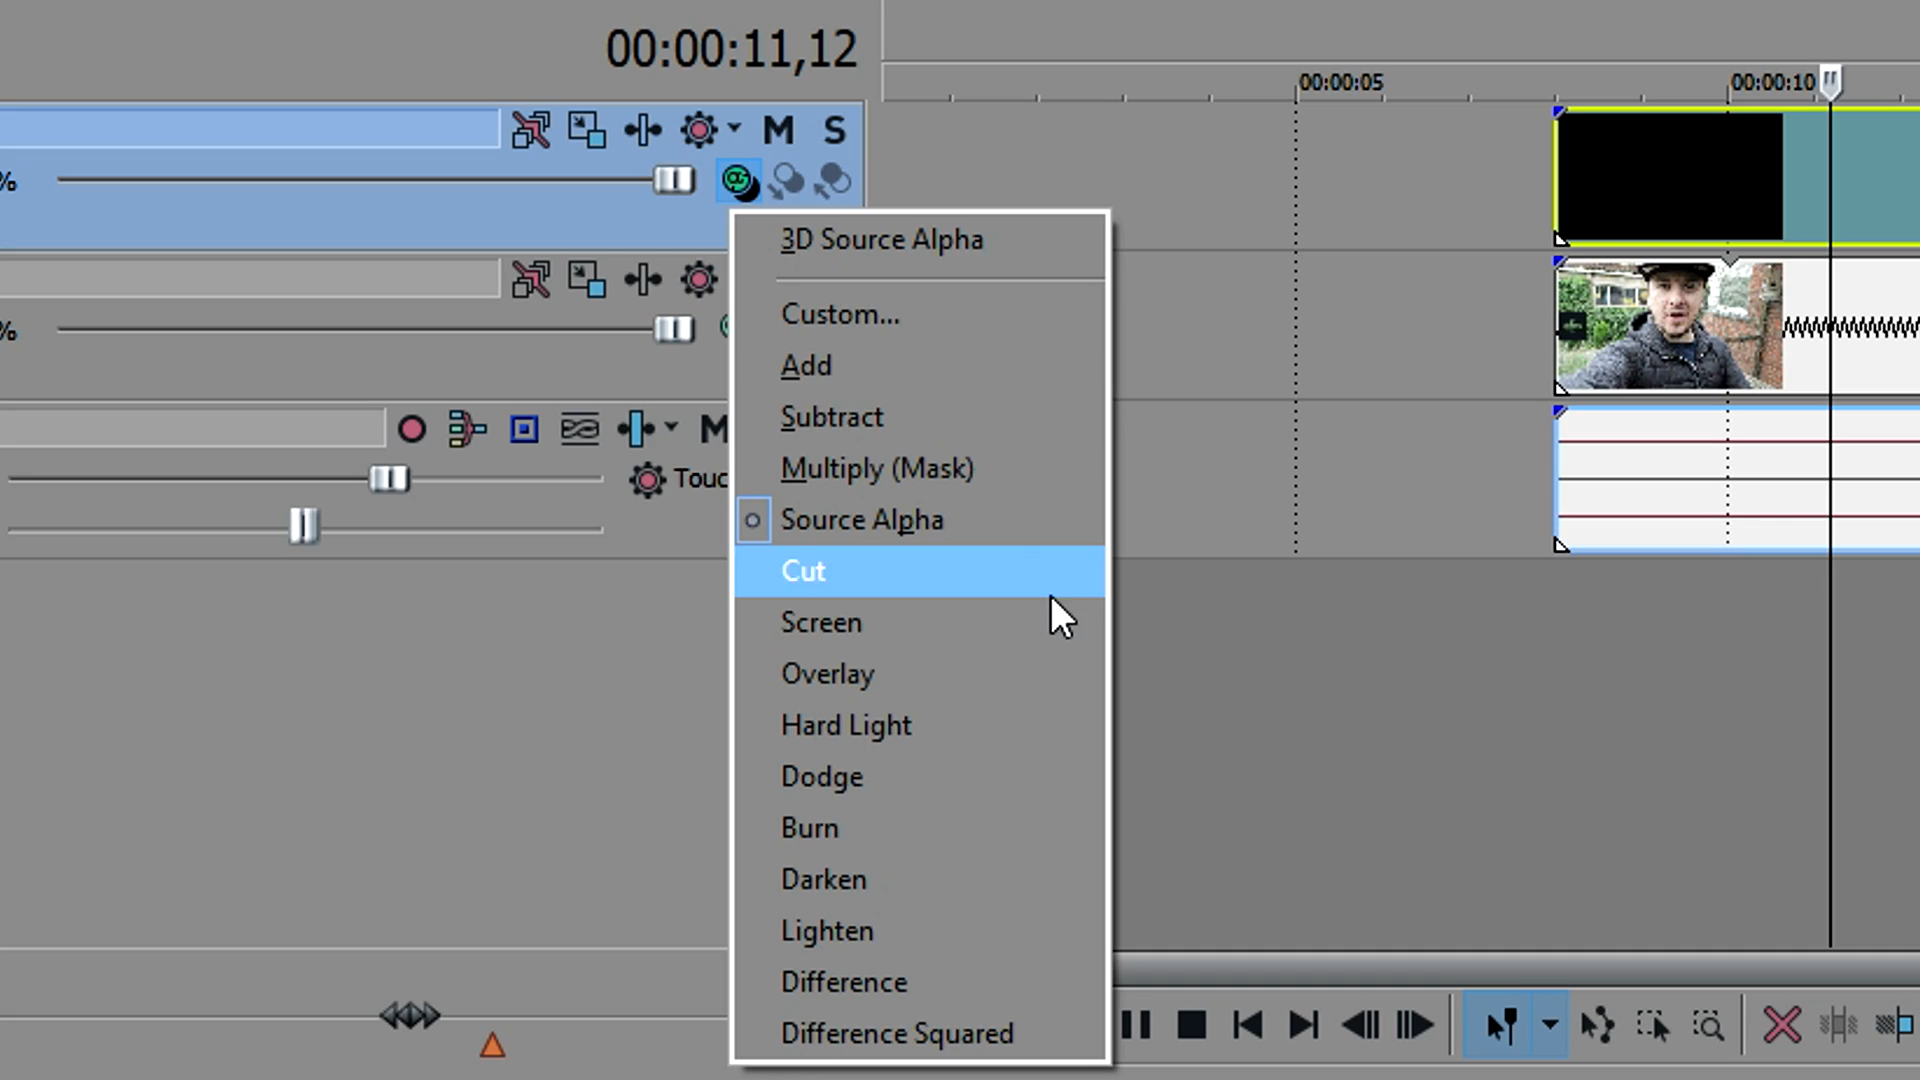 00:00:11,12
00:00:05
00:00:10
M S
%
3D Source Alpha
Custom...
%
Add
Subtract
M
Multiply (Mask)
Touc
Source Alpha
Cut
Screen
Overlay
Hard Light
Dodge
Burn
Darken
Lighten
Difference
Difference Squared